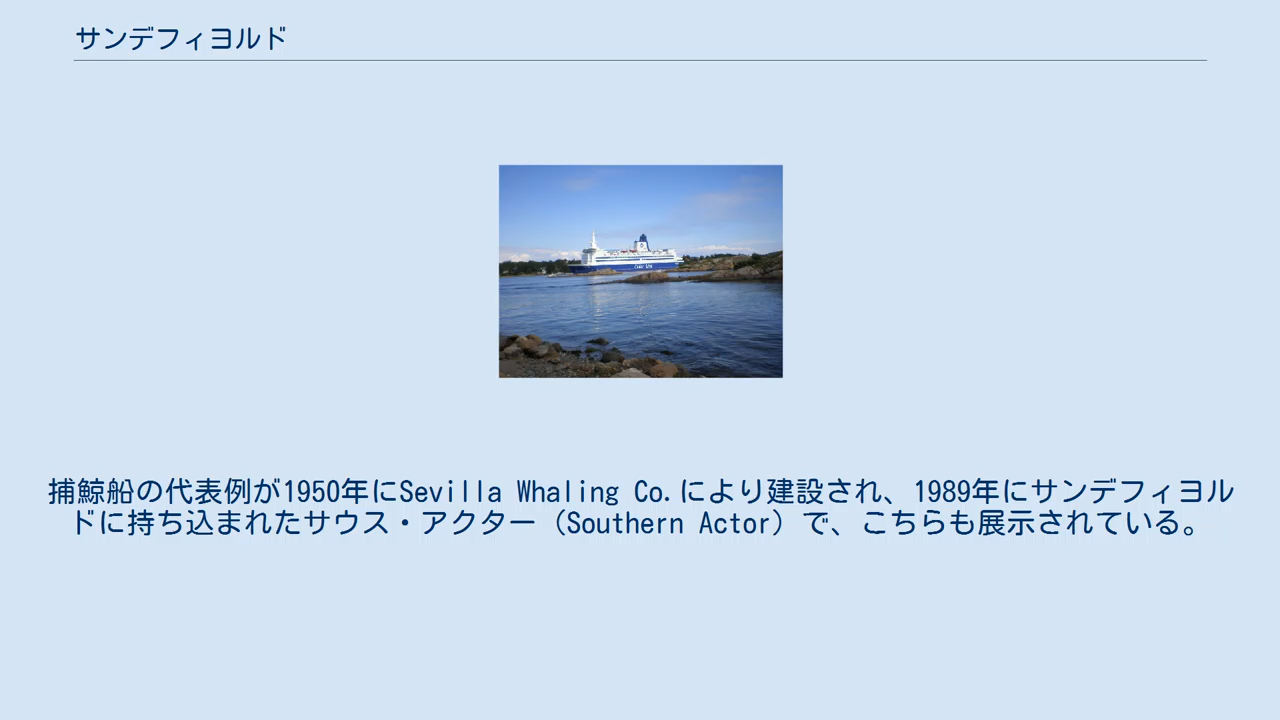 サンデフィヨルド
捕鯨船の代表例が1950年にSevilla Whaling Co.により建設され、1989年にサンデフィヨル
ドに持ち込まれたサウス・アクター（Southern Actor）で、こちらも展示されている。